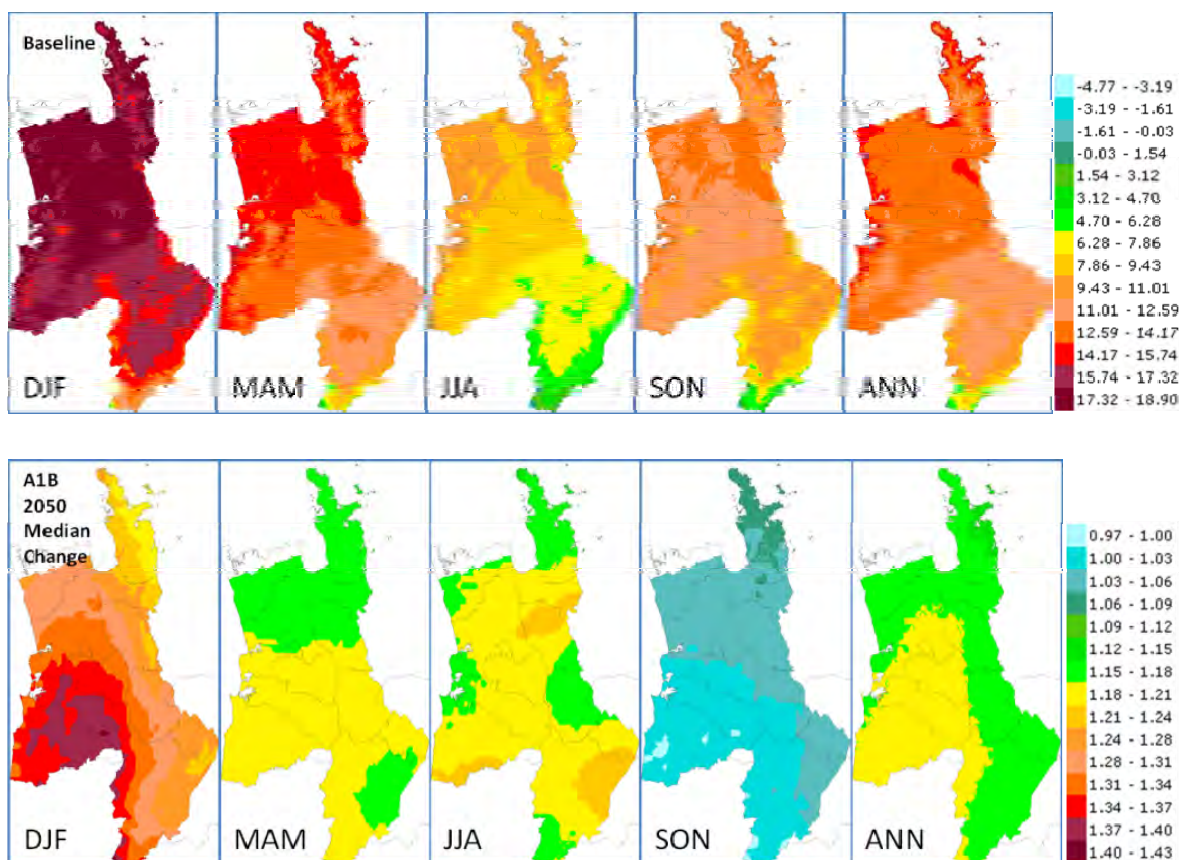 Baseline
DJF
MAM
JJA
SON
ANN
-4.77 - -3.19
-3.19 - -1.61
-1.61 - -0.03
-0.03 - 1.54
1.54 - 3.12
3.12 - 4.70
4.70 - 6.28
6.28 - 7.86
7.86 - 9.43
9.43 - 11.01
11.01 - 12.59
12.59 - 14.17
14.17 - 15.74
15.74 - 17.32
17.32 - 18.90
A1B
2050
Median
Change
DJF
MAM
JJA
SON
ANN
0.97 - 1.00
1.00 - 1.03
1.03 - 1.06
1.06 - 1.09
1.09 - 1.12
1.12 - 1.15
1.15 - 1.18
1.18 - 1.21
1.21 - 1.24
1.24 - 1.28
1.28 - 1.31
1.31 - 1.34
1.34 - 1.37
1.37 - 1.40
1.40 - 1.43